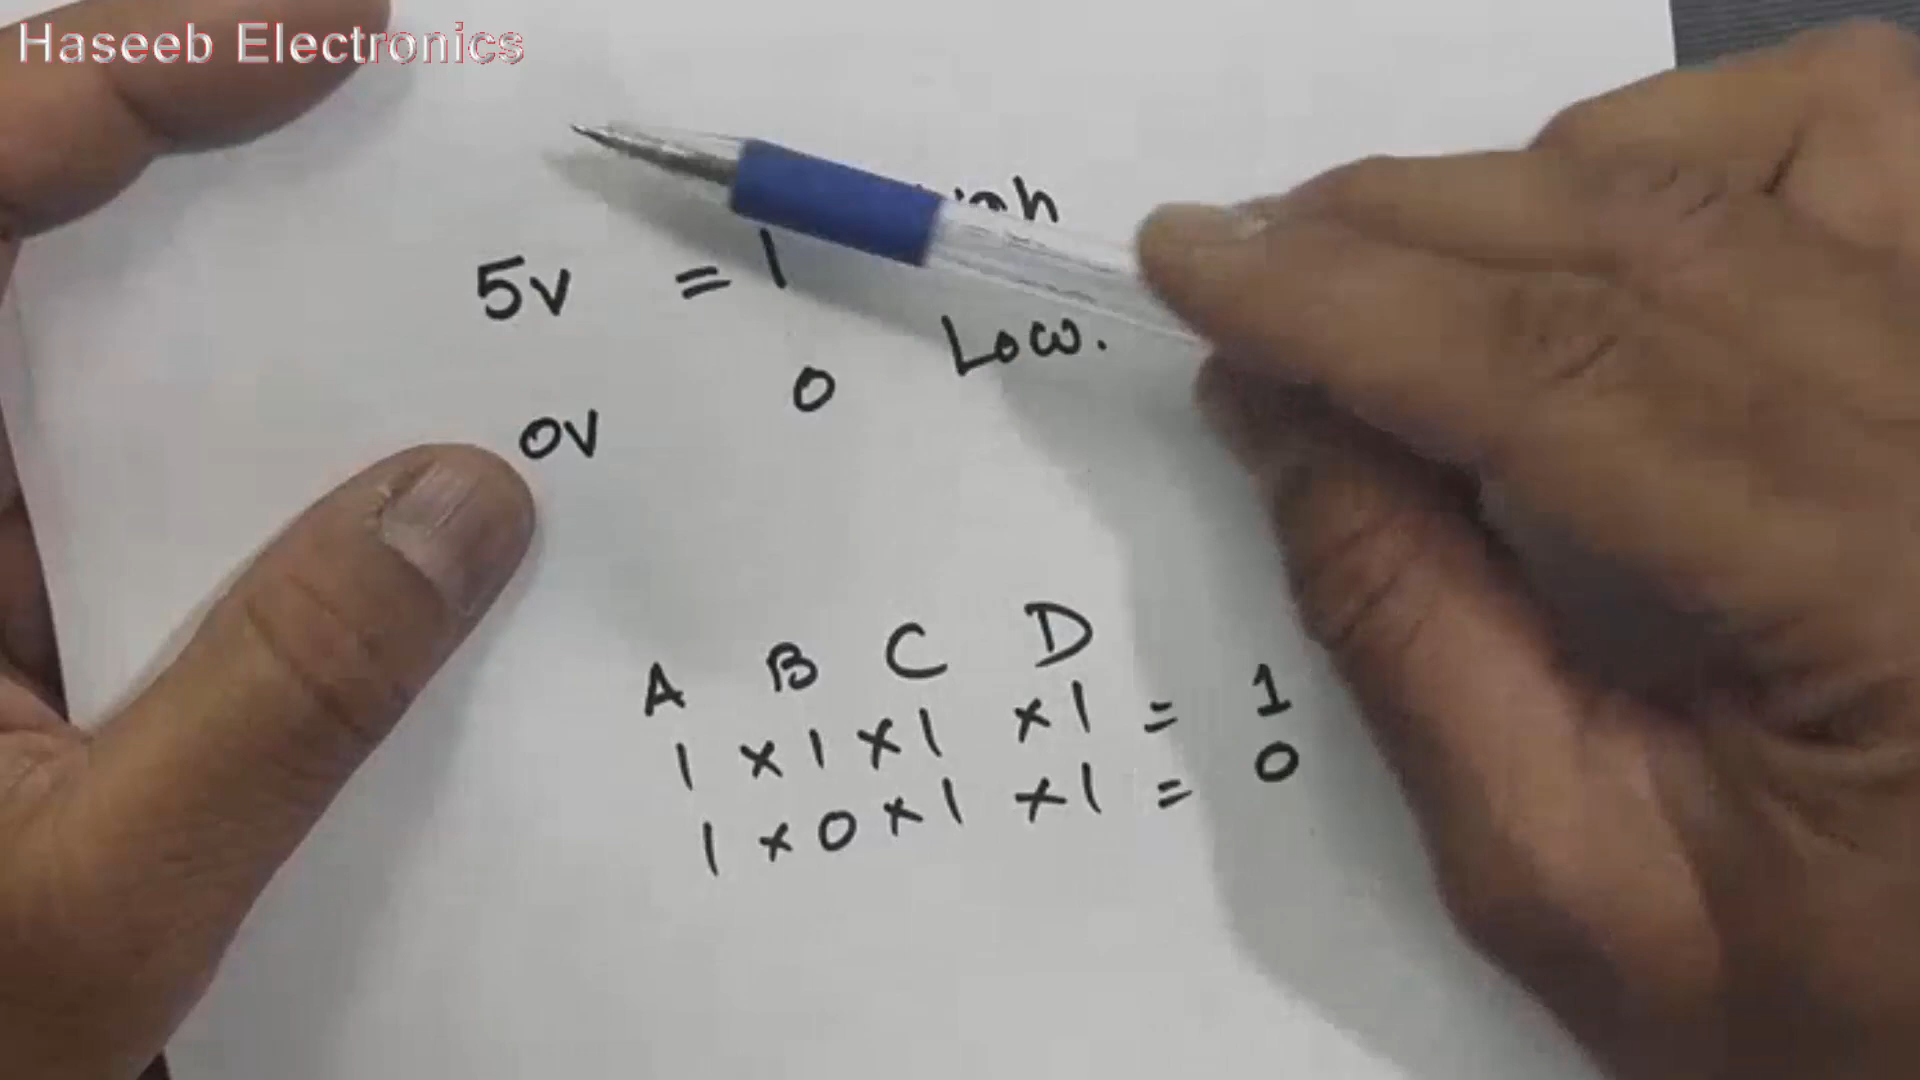 Haseeb Electronics
5v = 1
Low.
0v 0
A B C D
1 x 1 x 1 x 1 = 1
1 x 0 x 1 x 1 = 0